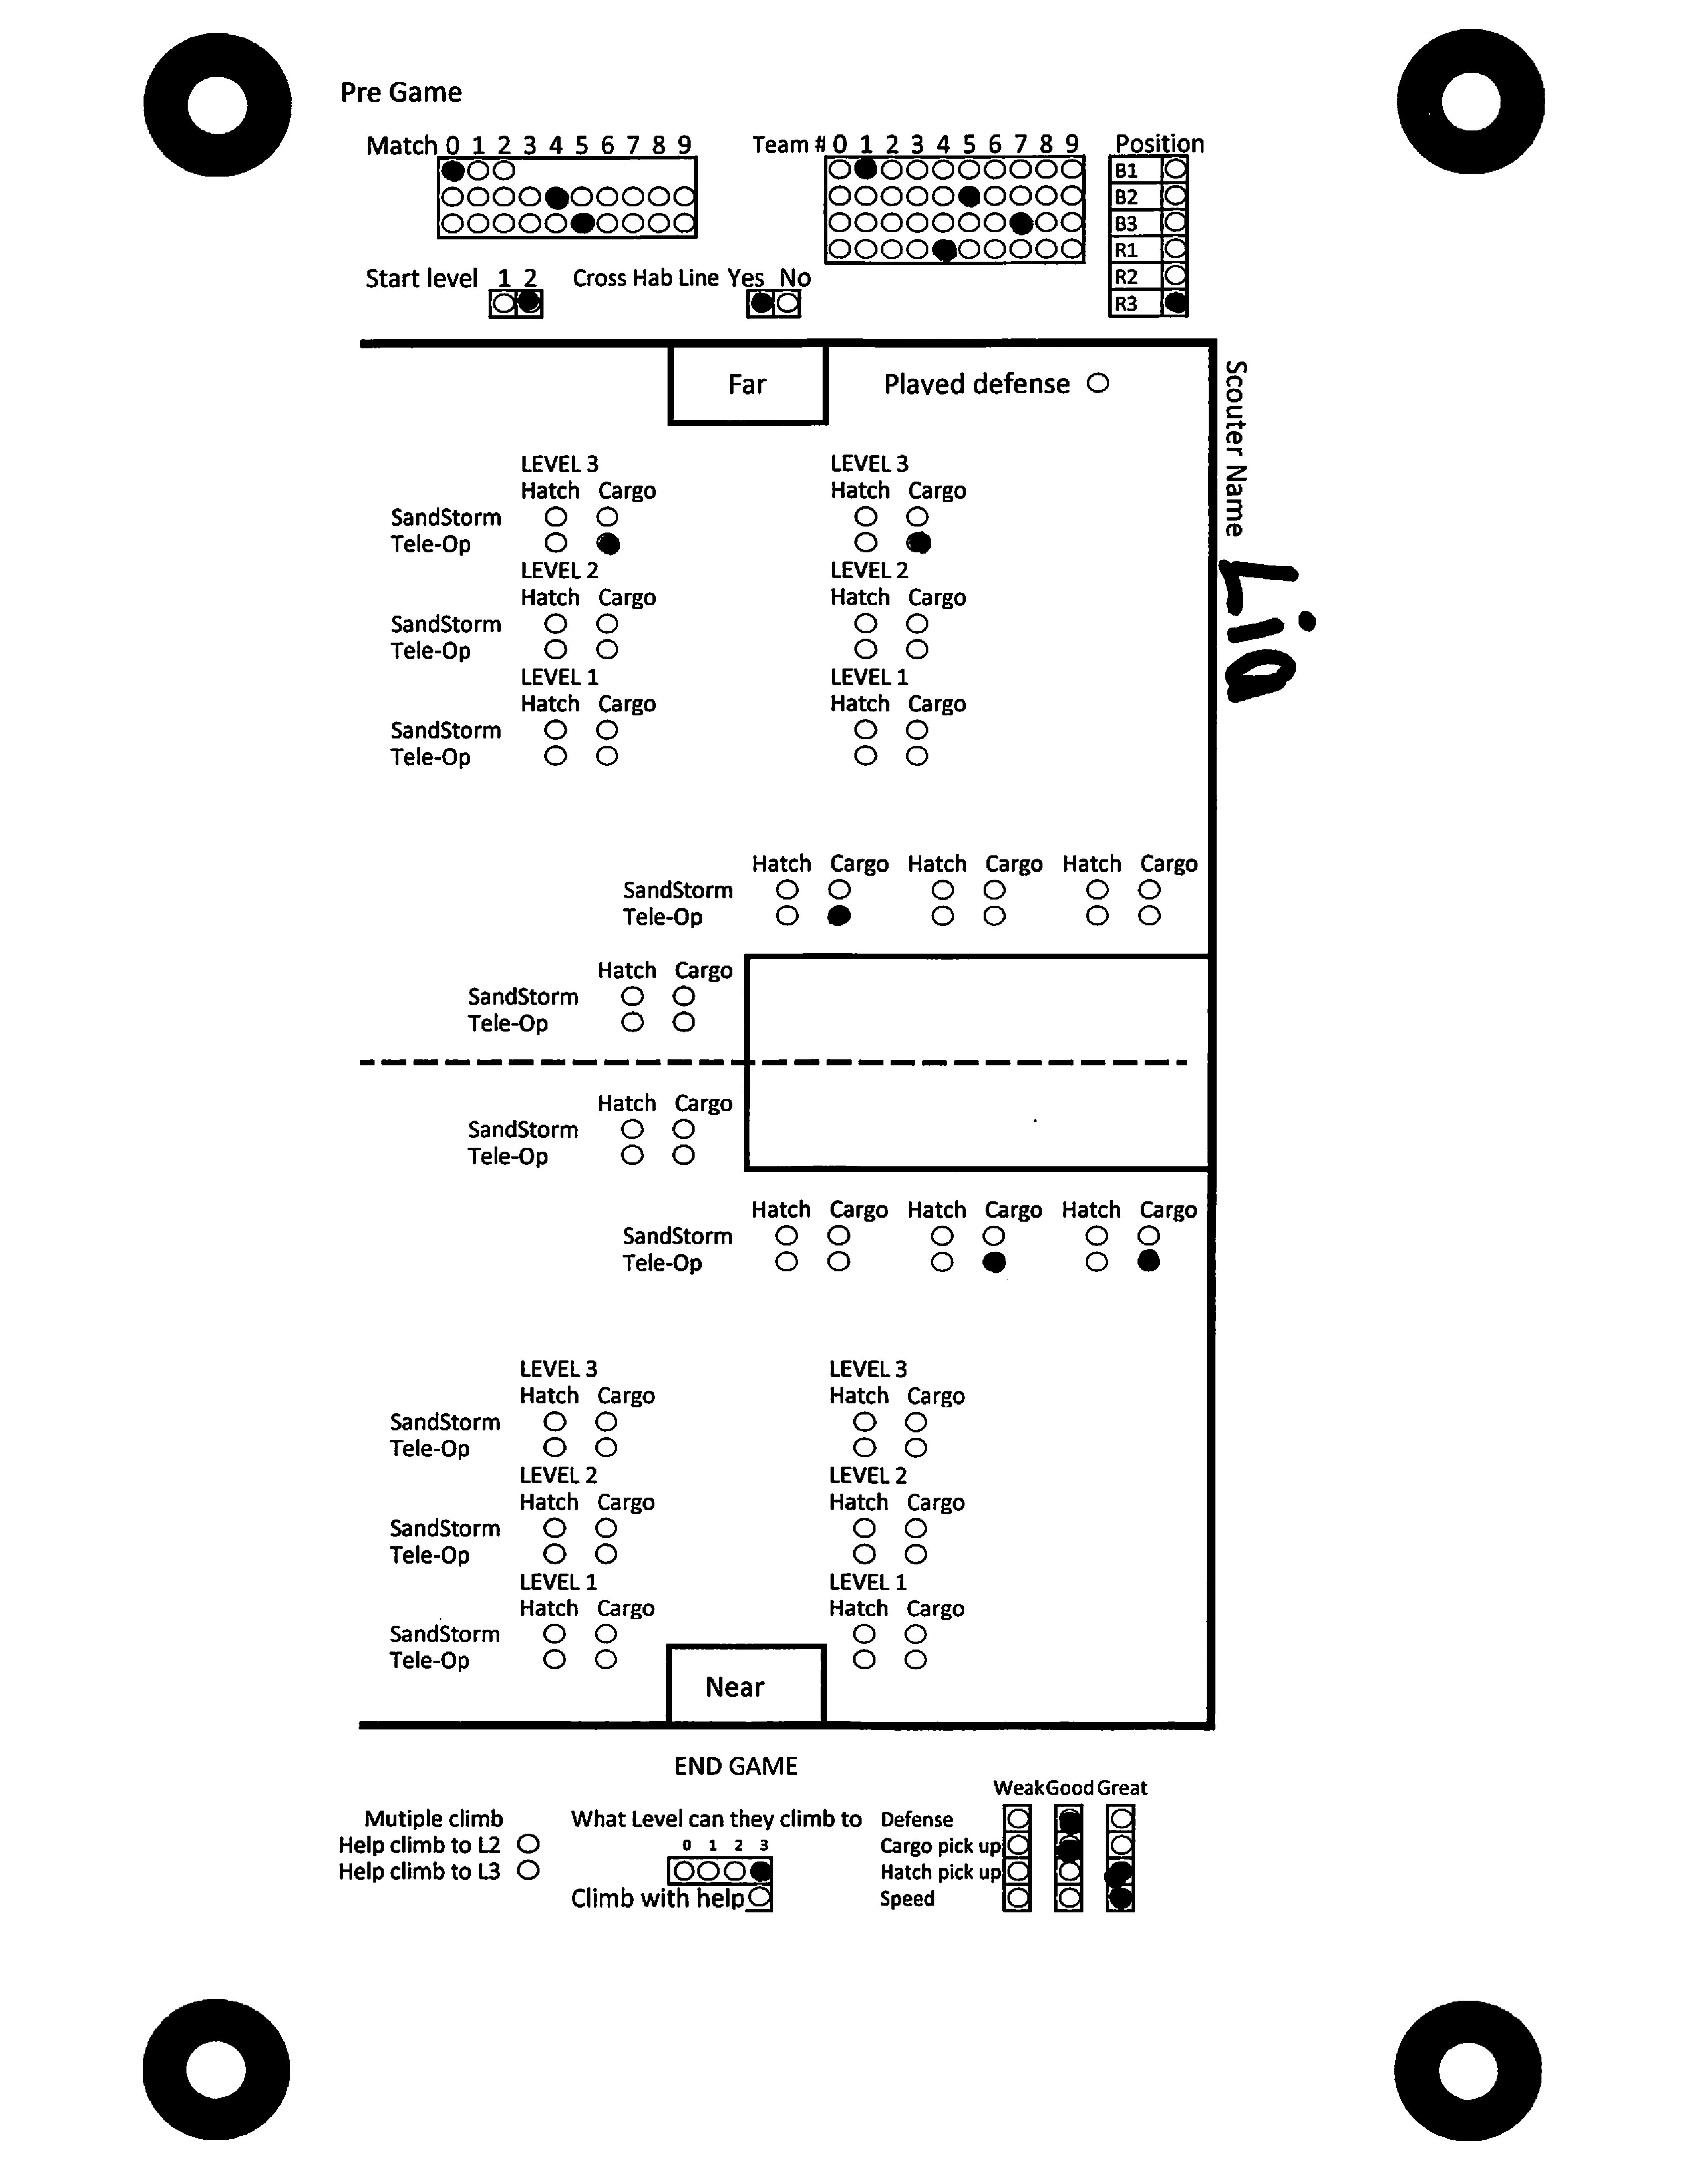 Pre Game
Match 0 1 2 3 4 5 6 7 8 9
Team # 0 1 2 3 4 5 6 7 8 9
Position
B1
B2
B3
R1
R2
R3
Start level 1 2
Cross Hab Line Yes No
Far
Played defense
Scouter Name Lia
LEVEL 3 LEVEL 3
Hatch Cargo Hatch Cargo
SandStorm
Tele-Op
LEVEL 2 LEVEL 2
Hatch Cargo Hatch Cargo
SandStorm
Tele-Op
LEVEL 1 LEVEL 1
Hatch Cargo Hatch Cargo
SandStorm
Tele-Op
Hatch Cargo Hatch Cargo Hatch Cargo
SandStorm
Tele-Op
Hatch Cargo
SandStorm
Tele-Op
Hatch Cargo
SandStorm
Tele-Op
Hatch Cargo Hatch Cargo Hatch Cargo
SandStorm
Tele-Op
LEVEL 3 LEVEL 3
Hatch Cargo Hatch Cargo
SandStorm
Tele-Op
LEVEL 2 LEVEL 2
Hatch Cargo Hatch Cargo
SandStorm
Tele-Op
LEVEL 1 LEVEL 1
Hatch Cargo Hatch Cargo
SandStorm
Tele-Op
Near
END GAME
Mutiple climb
Help climb to L2
Help climb to L3
What Level can they climb to
0 1 2 3
Climb with help
Weak Good Great
Defense
Cargo pick up
Hatch pick up
Speed